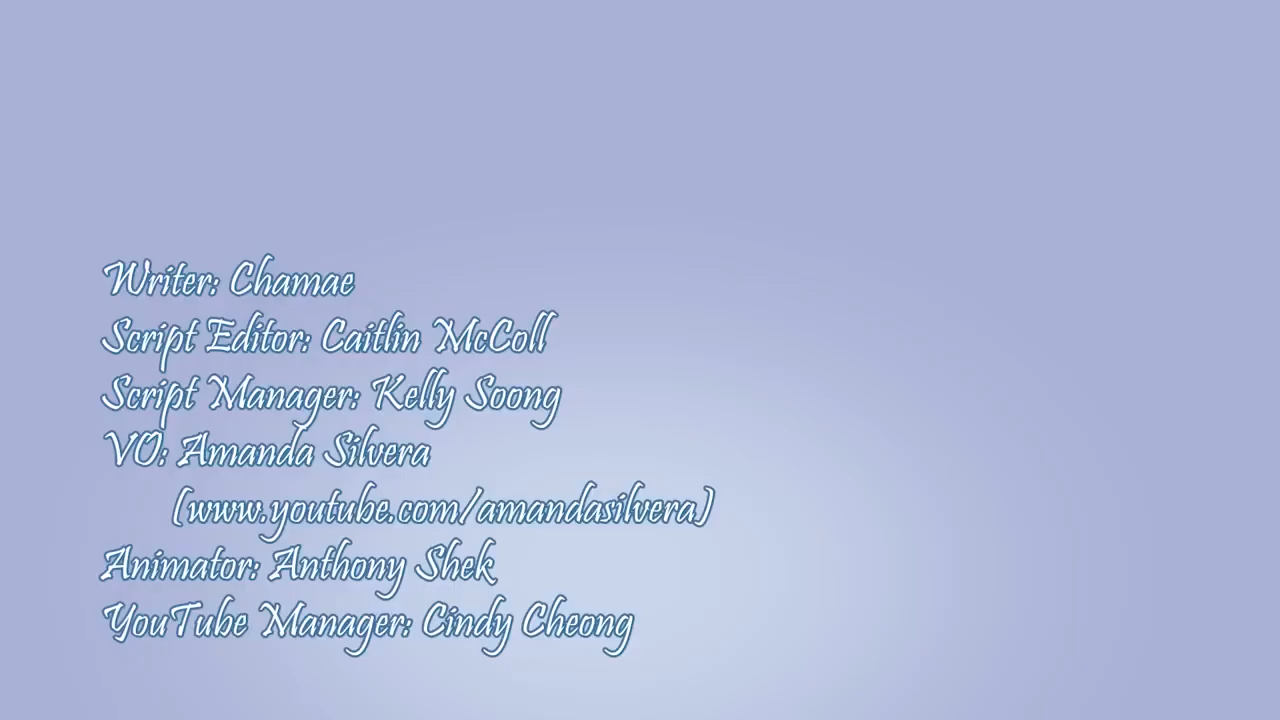 Writer: Chamae
Script Editor: Caitlin McColl
Script Manager: Kelly Soong
VO: Amanda Silvera
(www.youtube.com/amandasilvera)
Animator: Anthony Shek
YouTube Manager: Cindy Cheong